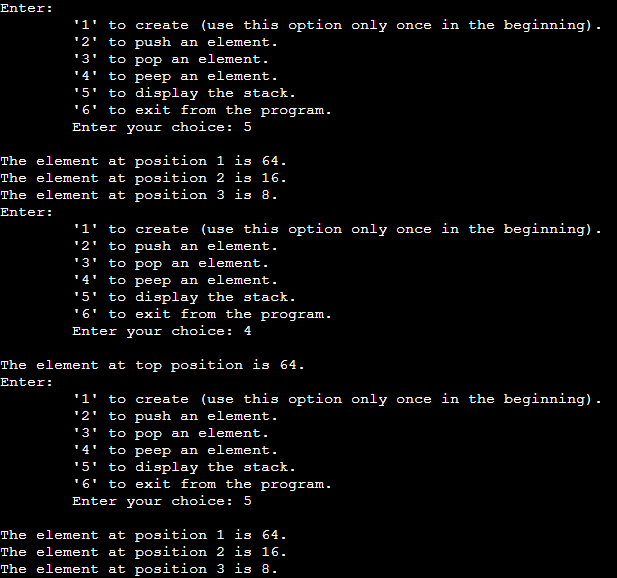 Enter:
'1' to create (use this option only once in the beginning).
'2' to push an element.
'3' to pop an element.
'4' to peep an element.
'5' to display the stack.
'6' to exit from the program.
Enter your choice: 5
The element at position 1 is 64.
The element at position 2 is 16.
The element at position 3 is 8.
Enter:
'1' to create (use this option only once in the beginning).
'2' to push an element.
'3' to pop an element.
'4' to peep an element.
'5' to display the stack.
'6' to exit from the program.
Enter your choice: 4
The element at top position is 64.
Enter:
'1' to create (use this option only once in the beginning).
'2' to push an element.
'3' to pop an element.
'4' to peep an element.
'5' to display the stack.
'6' to exit from the program.
Enter your choice: 5
The element at position 1 is 64.
The element at position 2 is 16.
The element at position 3 is 8.